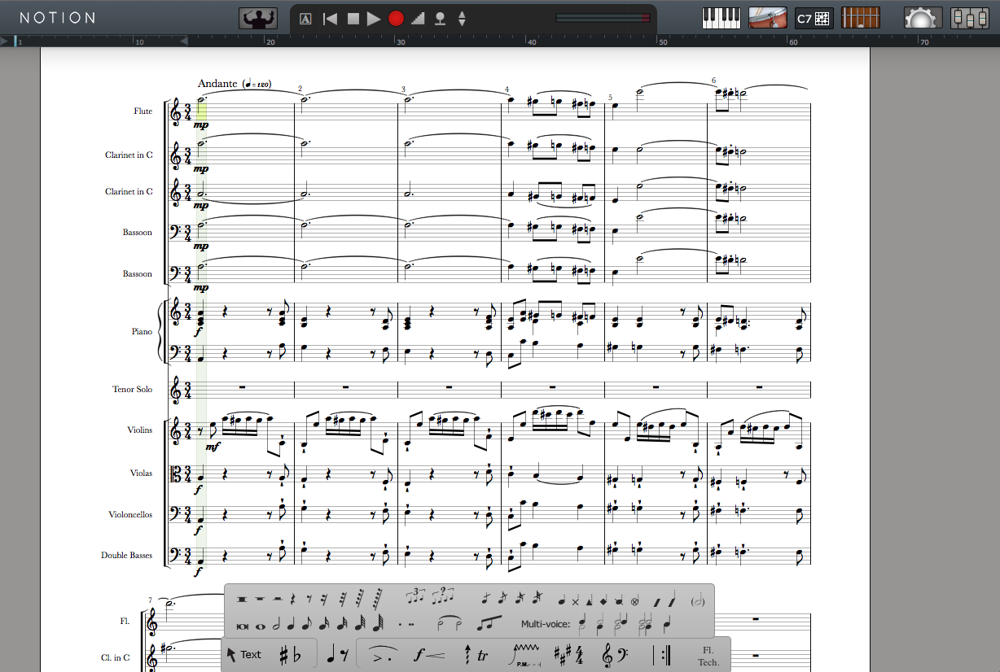 NOTION
A
C7
1 10 20 30 40 50 60 70
Andante (♩=120)
2 3 4 5 6
Flute
mp
Clarinet in C
mp
Clarinet in C
mp
Bassoon
mp
Bassoon
mp
Piano
f
Tenor Solo
Violins
mf
Violas
f
Violoncellos
f
Double Basses
f
7
Fl.
Cl. in C
3 ?
Multi-voice:
Text
f
tr
P.M.
4
Fl.
Tech.